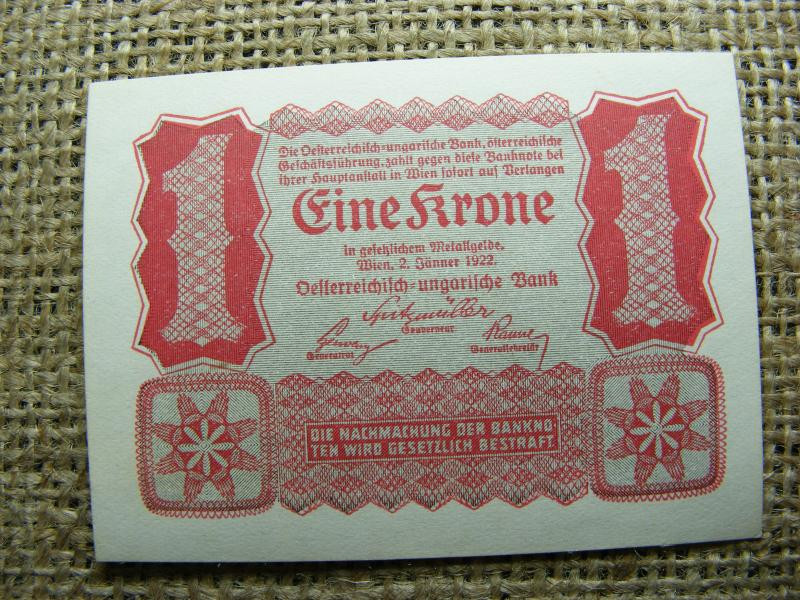 Die Oesterreichisch-ungarische Bank, österreichische
Geschäftsführung, zahlt gegen diese Banknote bei
ihrer Hauptanstalt in Wien sofort auf Verlangen
1 Eine Krone 1
in gesetzlichem Metallgelde.
Wien, 2. Jänner 1922.
Oesterreichisch-ungarische Bank
Spitzmüller
Gouverneur
Generalrat Generalsekretär
DIE NACHMACHUNG DER BANKNO-
TEN WIRD GESETZLICH BESTRAFT.